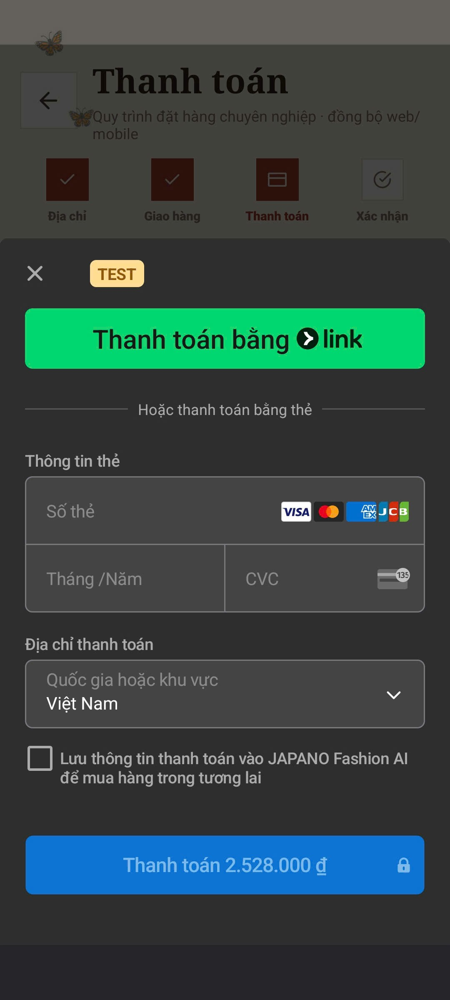 Thanh toán
Quy trình đặt hàng chuyên nghiệp · đồng bộ web/
mobile
Địa chỉ
Giao hàng
Thanh toán
Xác nhận
TEST
Thanh toán bằng link
Hoặc thanh toán bằng thẻ
Thông tin thẻ
Số thẻ
VISA
AM
EX
JCB
Tháng /Năm
CVC
135
Địa chỉ thanh toán
Quốc gia hoặc khu vực
Việt Nam
Lưu thông tin thanh toán vào JAPANO Fashion AI
để mua hàng trong tương lai
Thanh toán 2.528.000 ₫